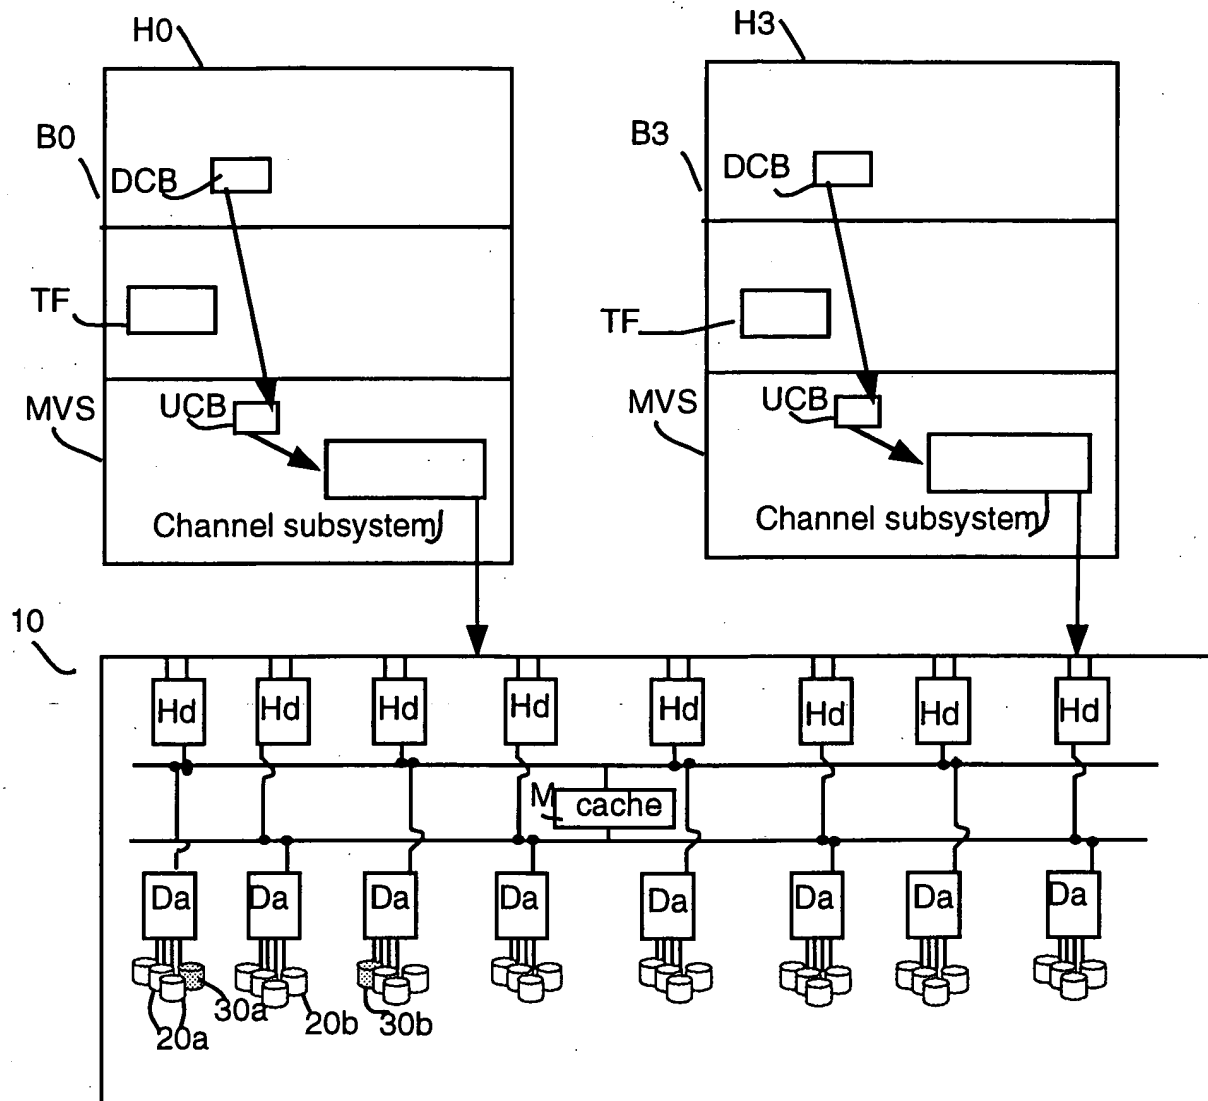 H0
H3
B0
B3
DCB
DCB
TF
TF
MVS
UCB
MVS
UCB
Channel subsystem
Channel subsystem
10
Hd Hd Hd Hd Hd Hd Hd Hd
M cache
Da Da Da Da Da Da Da Da
20a 30a 20b 30b